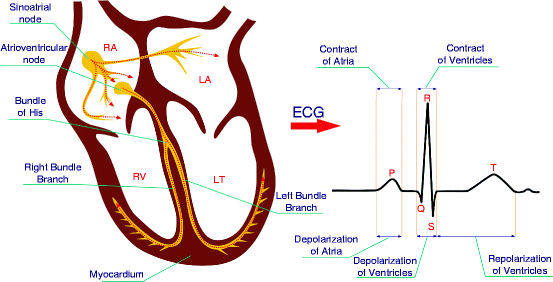 Sinoatrial
node
Atrioventricular
node
Bundle
of His
Right Bundle
Branch
Myocardium
RA
LA
RV
LT
Left Bundle
Branch
ECG
Contract
of Atria
Contract
of Ventricles
R
P
T
Q
S
Depolarization
of Atria
Depolarization
of Ventricles
Repolarization
of Ventricles